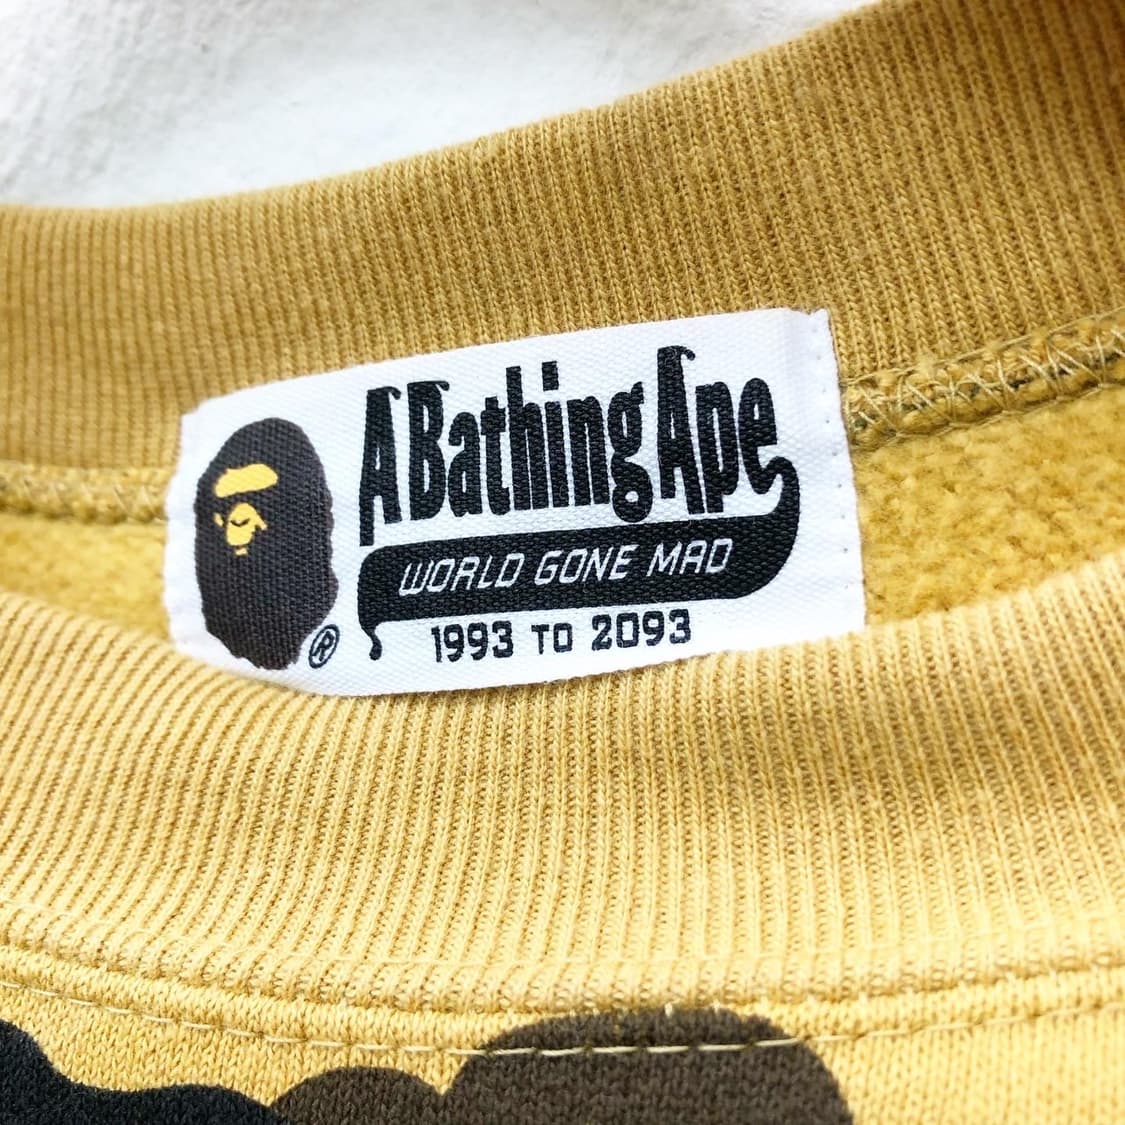 A Bathing Ape
WORLD GONE MAD
1993 TO 2093
®